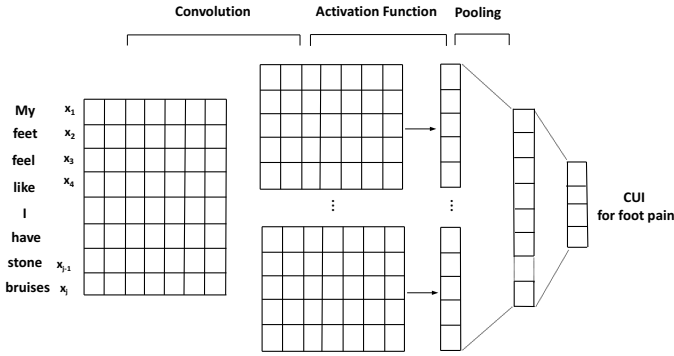 Convolution Activation Function Pooling
My x1
feet x2
feel x3
like x4
I
have
stone xj-1
bruises xj
...
...
CUI
for foot pain